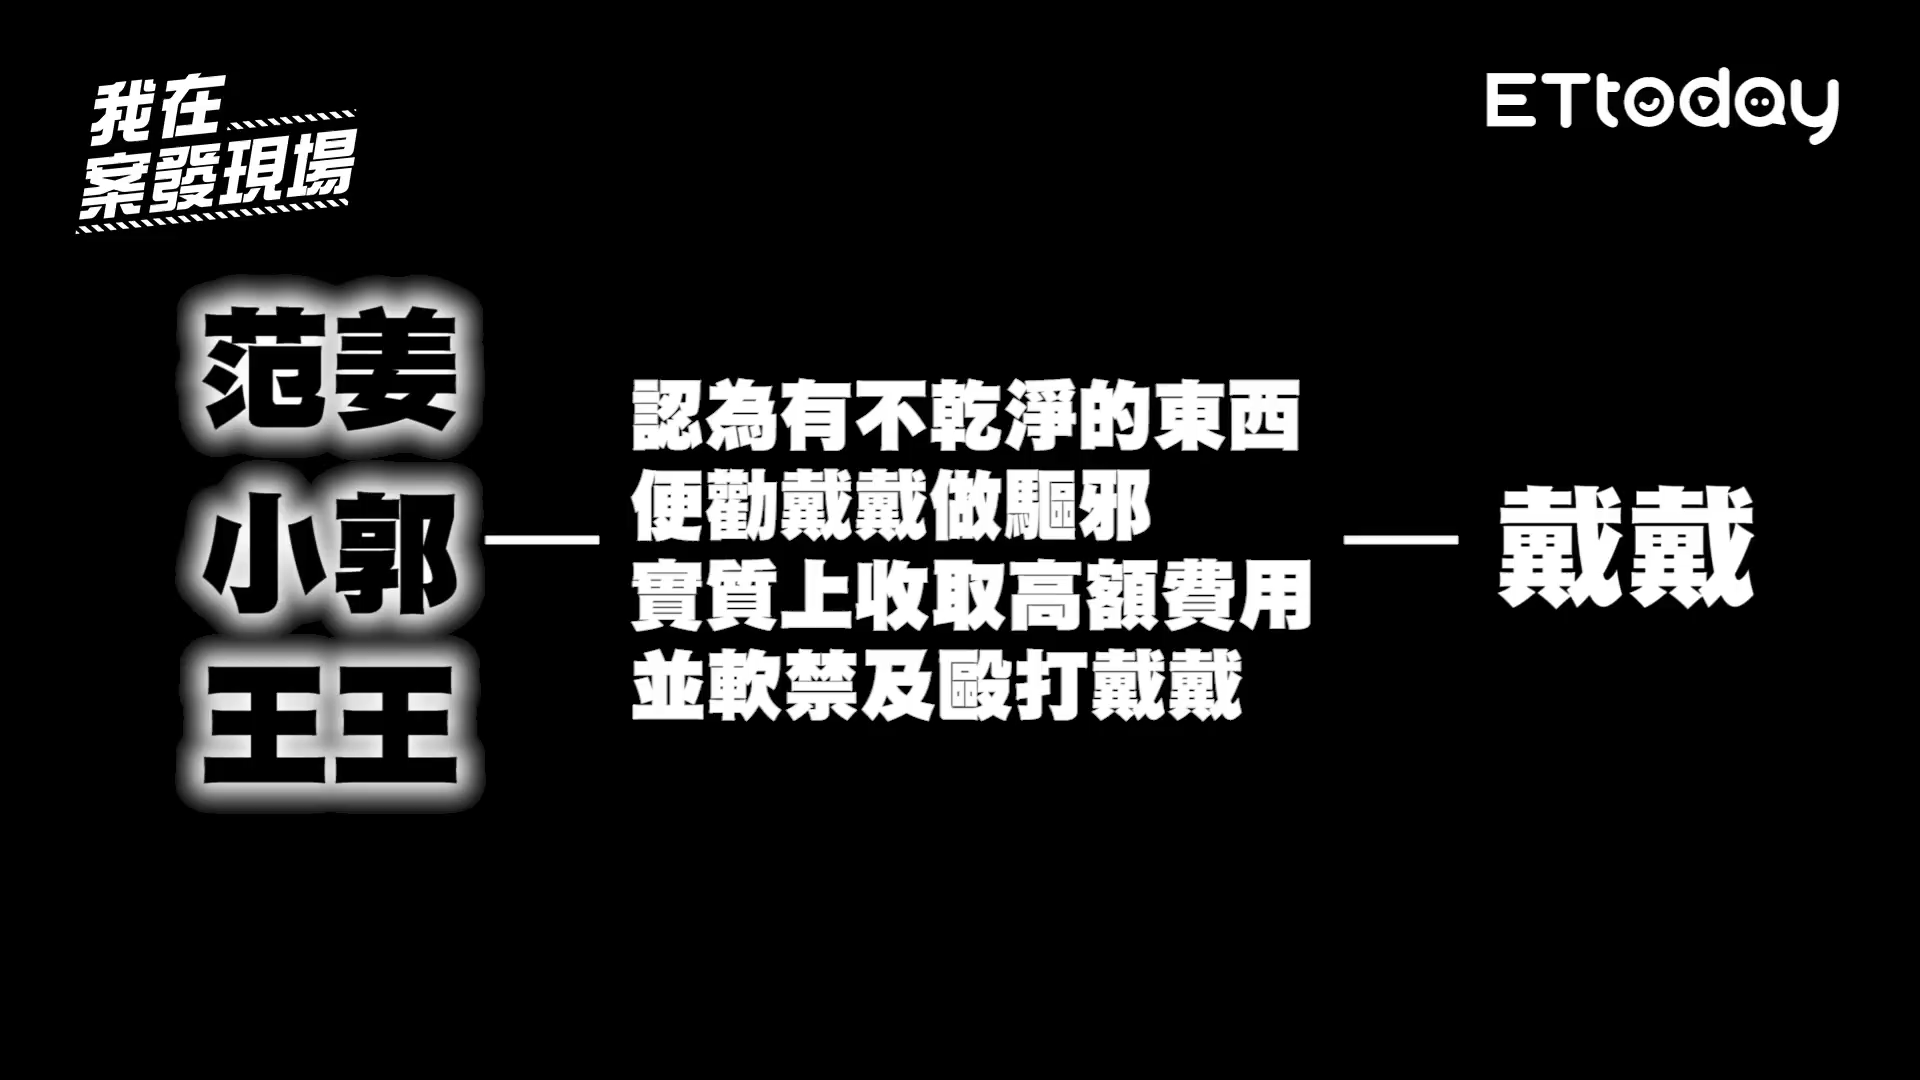 我在
案發現場
ETtoday
范姜
小郭
王王
認為有不乾淨的東西
便勸戴戴做驅邪
實質上收取高額費用
並軟禁及毆打戴戴
戴戴